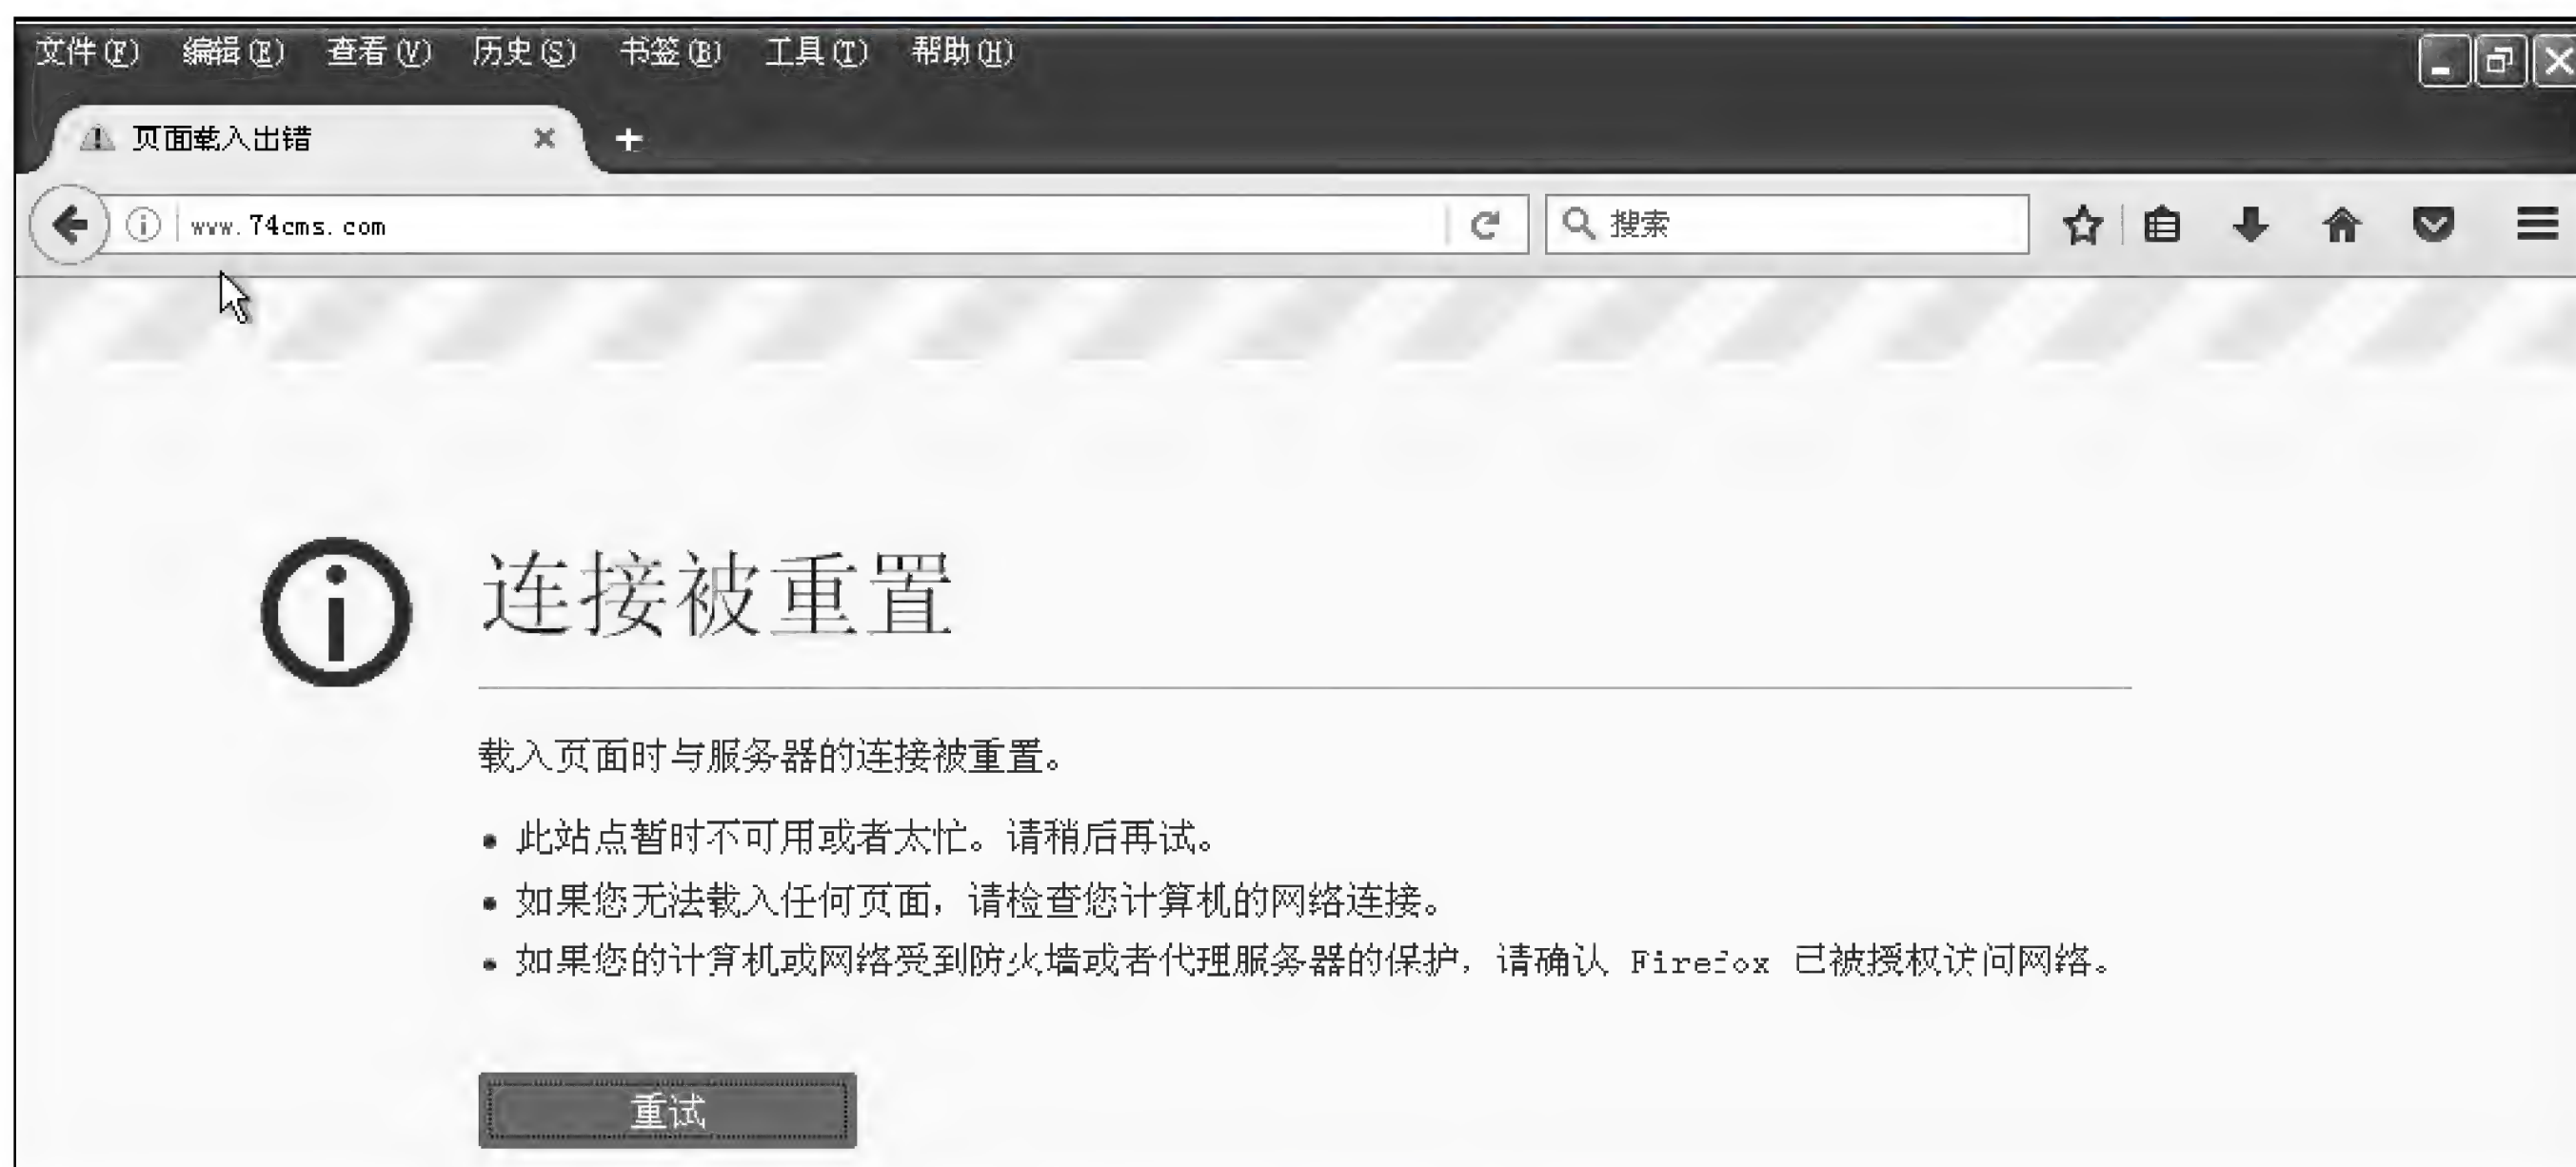 文件(F) 编辑(E) 查看(V) 历史(S) 书签(B) 工具(T) 帮助(H)
页面载入出错
www.74cms.com 搜索
连接被重置
载入页面时与服务器的连接被重置。
• 此站点暂时不可用或者太忙。请稍后再试。
• 如果您无法载入任何页面，请检查您计算机的网络连接。
• 如果您的计算机或网络受到防火墙或者代理服务器的保护，请确认 Firefox 已被授权访问网络。
重试